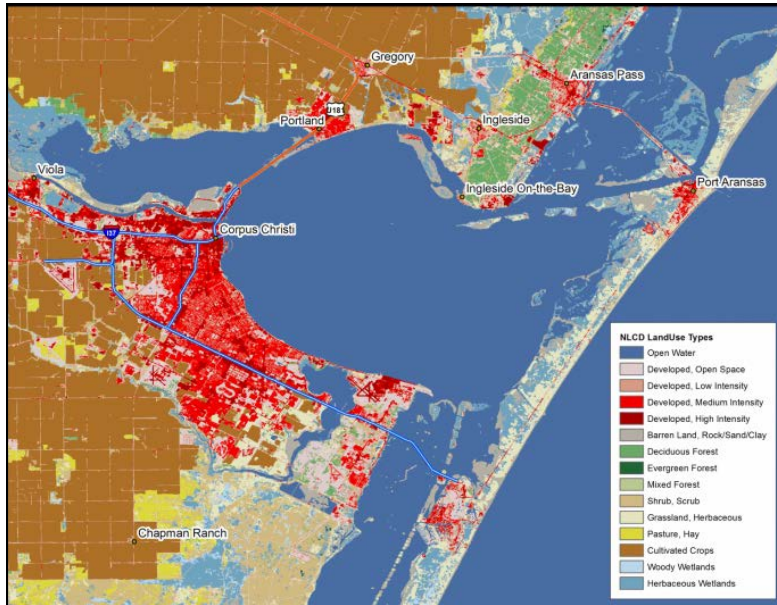 Gregory
Aransas Pass
U181
Portland
Ingleside
Viola
Ingleside On-the-Bay
Port Aransas
Corpus Christi
I37
NLCD LandUse Types
Open Water
Developed, Open Space
Developed, Low Intensity
Developed, Medium Intensity
Developed, High Intensity
Barren Land, Rock/Sand/Clay
Deciduous Forest
Evergreen Forest
Mixed Forest
Shrub, Scrub
Grassland, Herbaceous
Pasture, Hay
Cultivated Crops
Woody Wetlands
Herbaceous Wetlands
Chapman Ranch